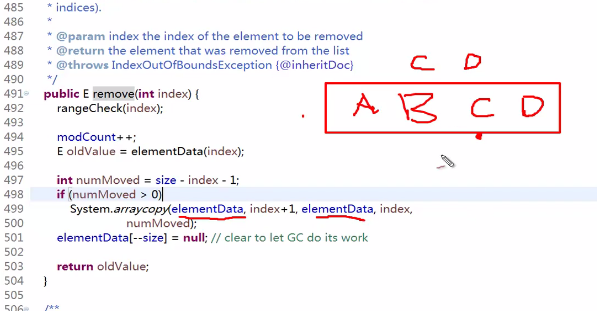 485 * indices).
486 *
487 * @param index the index of the element to be removed
488 * @return the element that was removed from the list
489 * @throws IndexOutOfBoundsException {@inheritDoc}
490 */
491 public E remove(int index) {
492 rangeCheck(index);
493
494 modCount++;
495 E oldValue = elementData(index);
496
497 int numMoved = size - index - 1;
498 if (numMoved > 0)
499 System.arraycopy(elementData, index+1, elementData, index,
500 numMoved);
501 elementData[--size] = null; // clear to let GC do its work
502
503 return oldValue;
504 }
505
506 /**
C D
A B C D